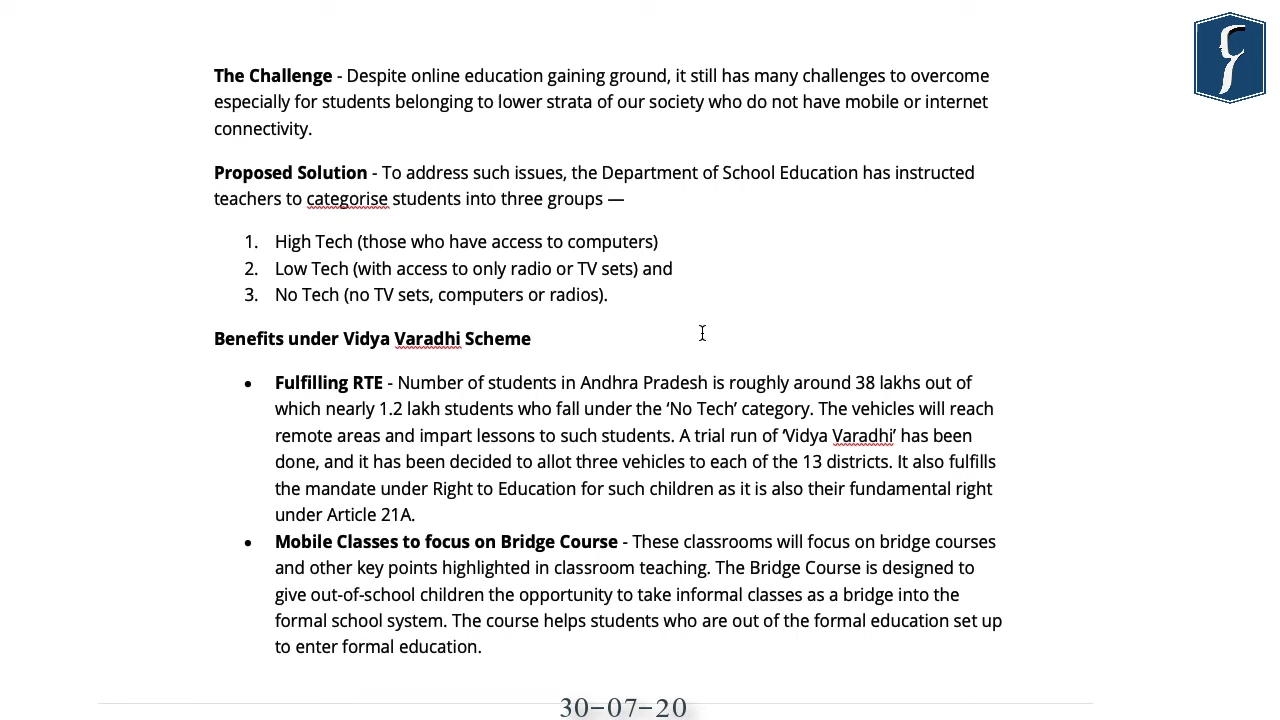 The Challenge - Despite online education gaining ground, it still has many challenges to overcome
especially for students belonging to lower strata of our society who do not have mobile or internet
connectivity.
Proposed Solution - To address such issues, the Department of School Education has instructed
teachers to categorise students into three groups —
1. High Tech (those who have access to computers)
2. Low Tech (with access to only radio or TV sets) and
3. No Tech (no TV sets, computers or radios).
Benefits under Vidya Varadhi Scheme
• Fulfilling RTE - Number of students in Andhra Pradesh is roughly around 38 lakhs out of
which nearly 1.2 lakh students who fall under the ‘No Tech’ category. The vehicles will reach
remote areas and impart lessons to such students. A trial run of ‘Vidya Varadhi’ has been
done, and it has been decided to allot three vehicles to each of the 13 districts. It also fulfills
the mandate under Right to Education for such children as it is also their fundamental right
under Article 21A.
• Mobile Classes to focus on Bridge Course - These classrooms will focus on bridge courses
and other key points highlighted in classroom teaching. The Bridge Course is designed to
give out-of-school children the opportunity to take informal classes as a bridge into the
formal school system. The course helps students who are out of the formal education set up
to enter formal education.
30-07-20